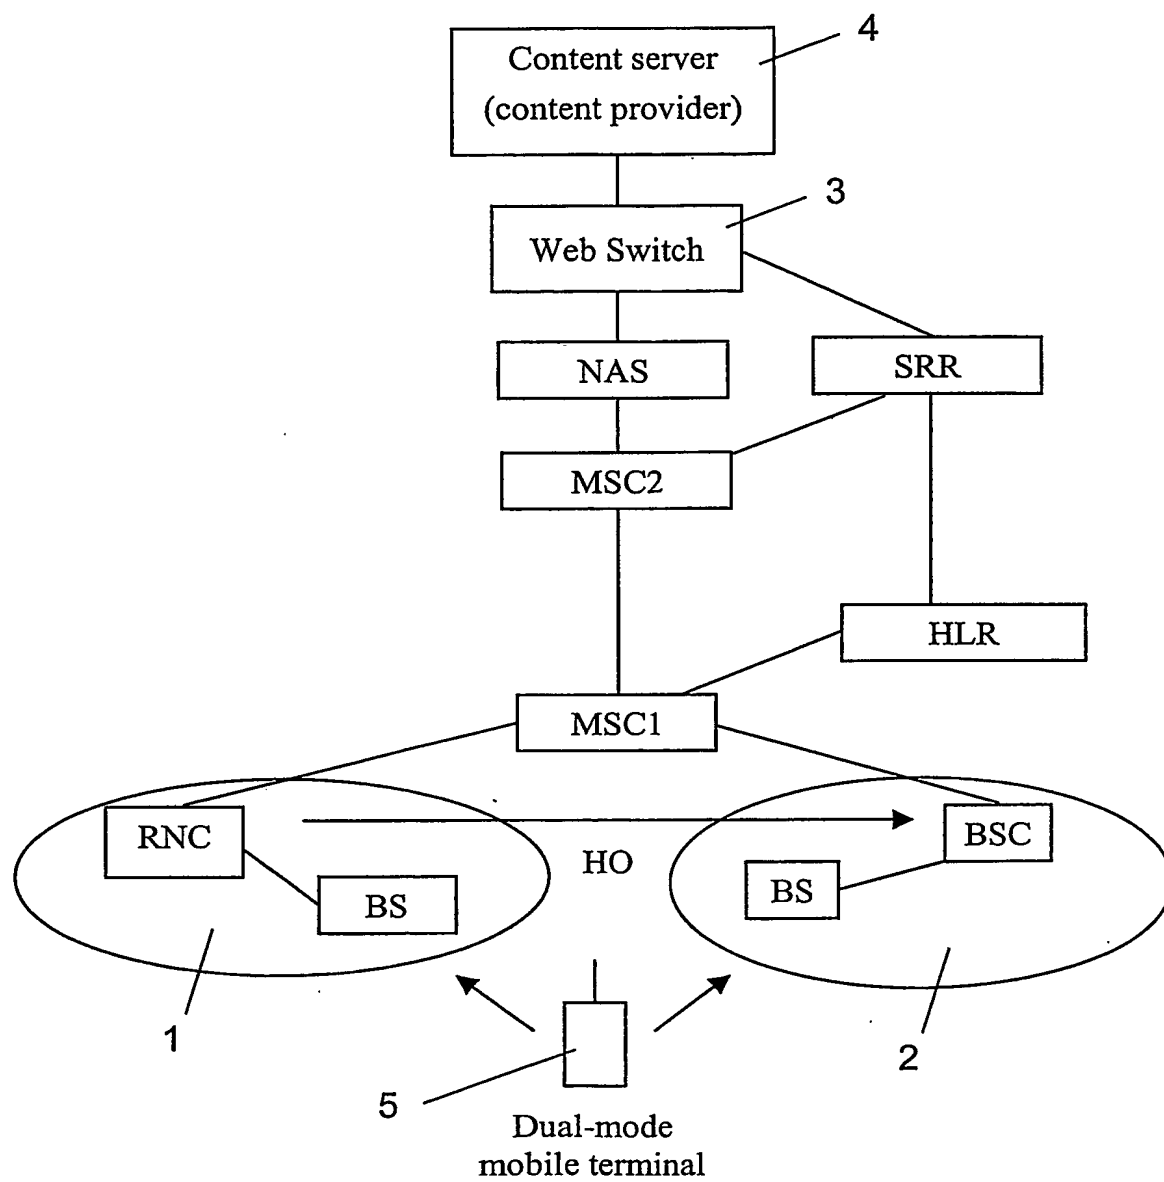 4
Content server
(content provider)
3
Web Switch
NAS
SRR
MSC2
HLR
MSC1
RNC
BSC
HO
BS
BS
1
2
5
Dual-mode
mobile terminal